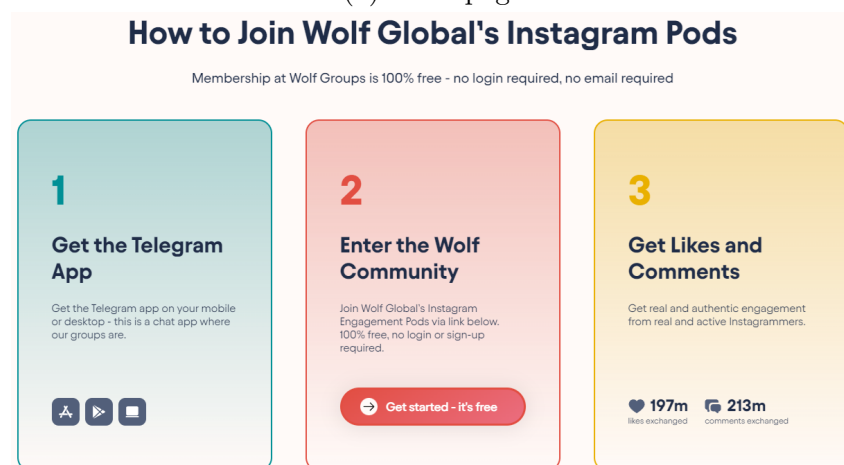 How to Join Wolf Global's Instagram Pods
Membership at Wolf Groups is 100% free - no login required, no email required
1
Get the Telegram
App
Get the Telegram app on your mobile
or desktop - this is a chat app where
our groups are.
2
Enter the Wolf
Community
Join Wolf Global's Instagram
Engagement Pods via link below.
100% free, no login or sign-up
required.
Get started - it's free
3
Get Likes and
Comments
Get real and authentic engagement
from real and active Instagrammers.
197m
likes exchanged
213m
comments exchanged